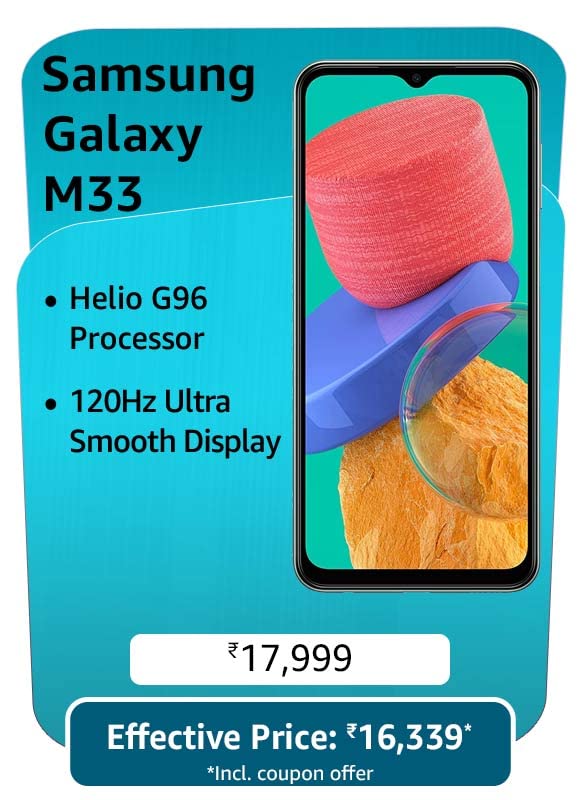 Samsung
Galaxy
M33
• Helio G96
Processor
• 120Hz Ultra
Smooth Display
₹17,999
Effective Price: ₹16,339*
*Incl. coupon offer